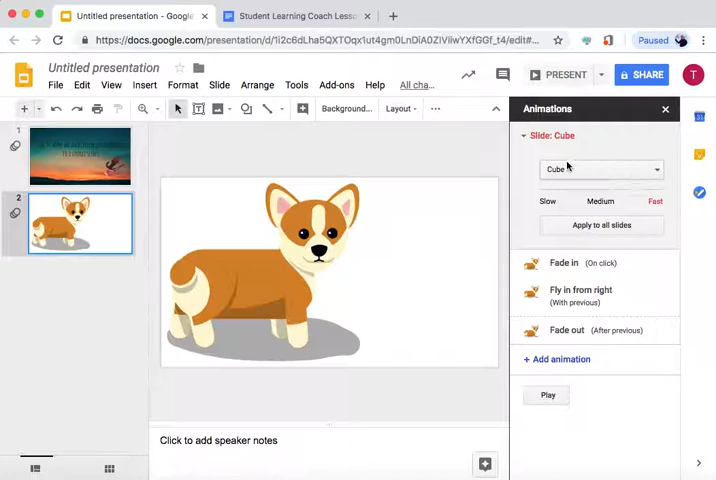 Untitled presentation - Google
Student Learning Coach Lesso
https://docs.google.com/presentation/d/1i2c6dLha5QXTOqx1ut4gm0LnDiA0ZIViiwYXfGGf_t4/edit#...
Paused
Untitled presentation
File Edit View Insert Format Slide Arrange Tools Add-ons Help All cha...
PRESENT
SHARE
T
Background...
Layout
Animations
1
2
Slide: Cube
Cube
Slow Medium Fast
Apply to all slides
Fade in (On click)
Fly in from right
(With previous)
Fade out (After previous)
+ Add animation
Play
Click to add speaker notes